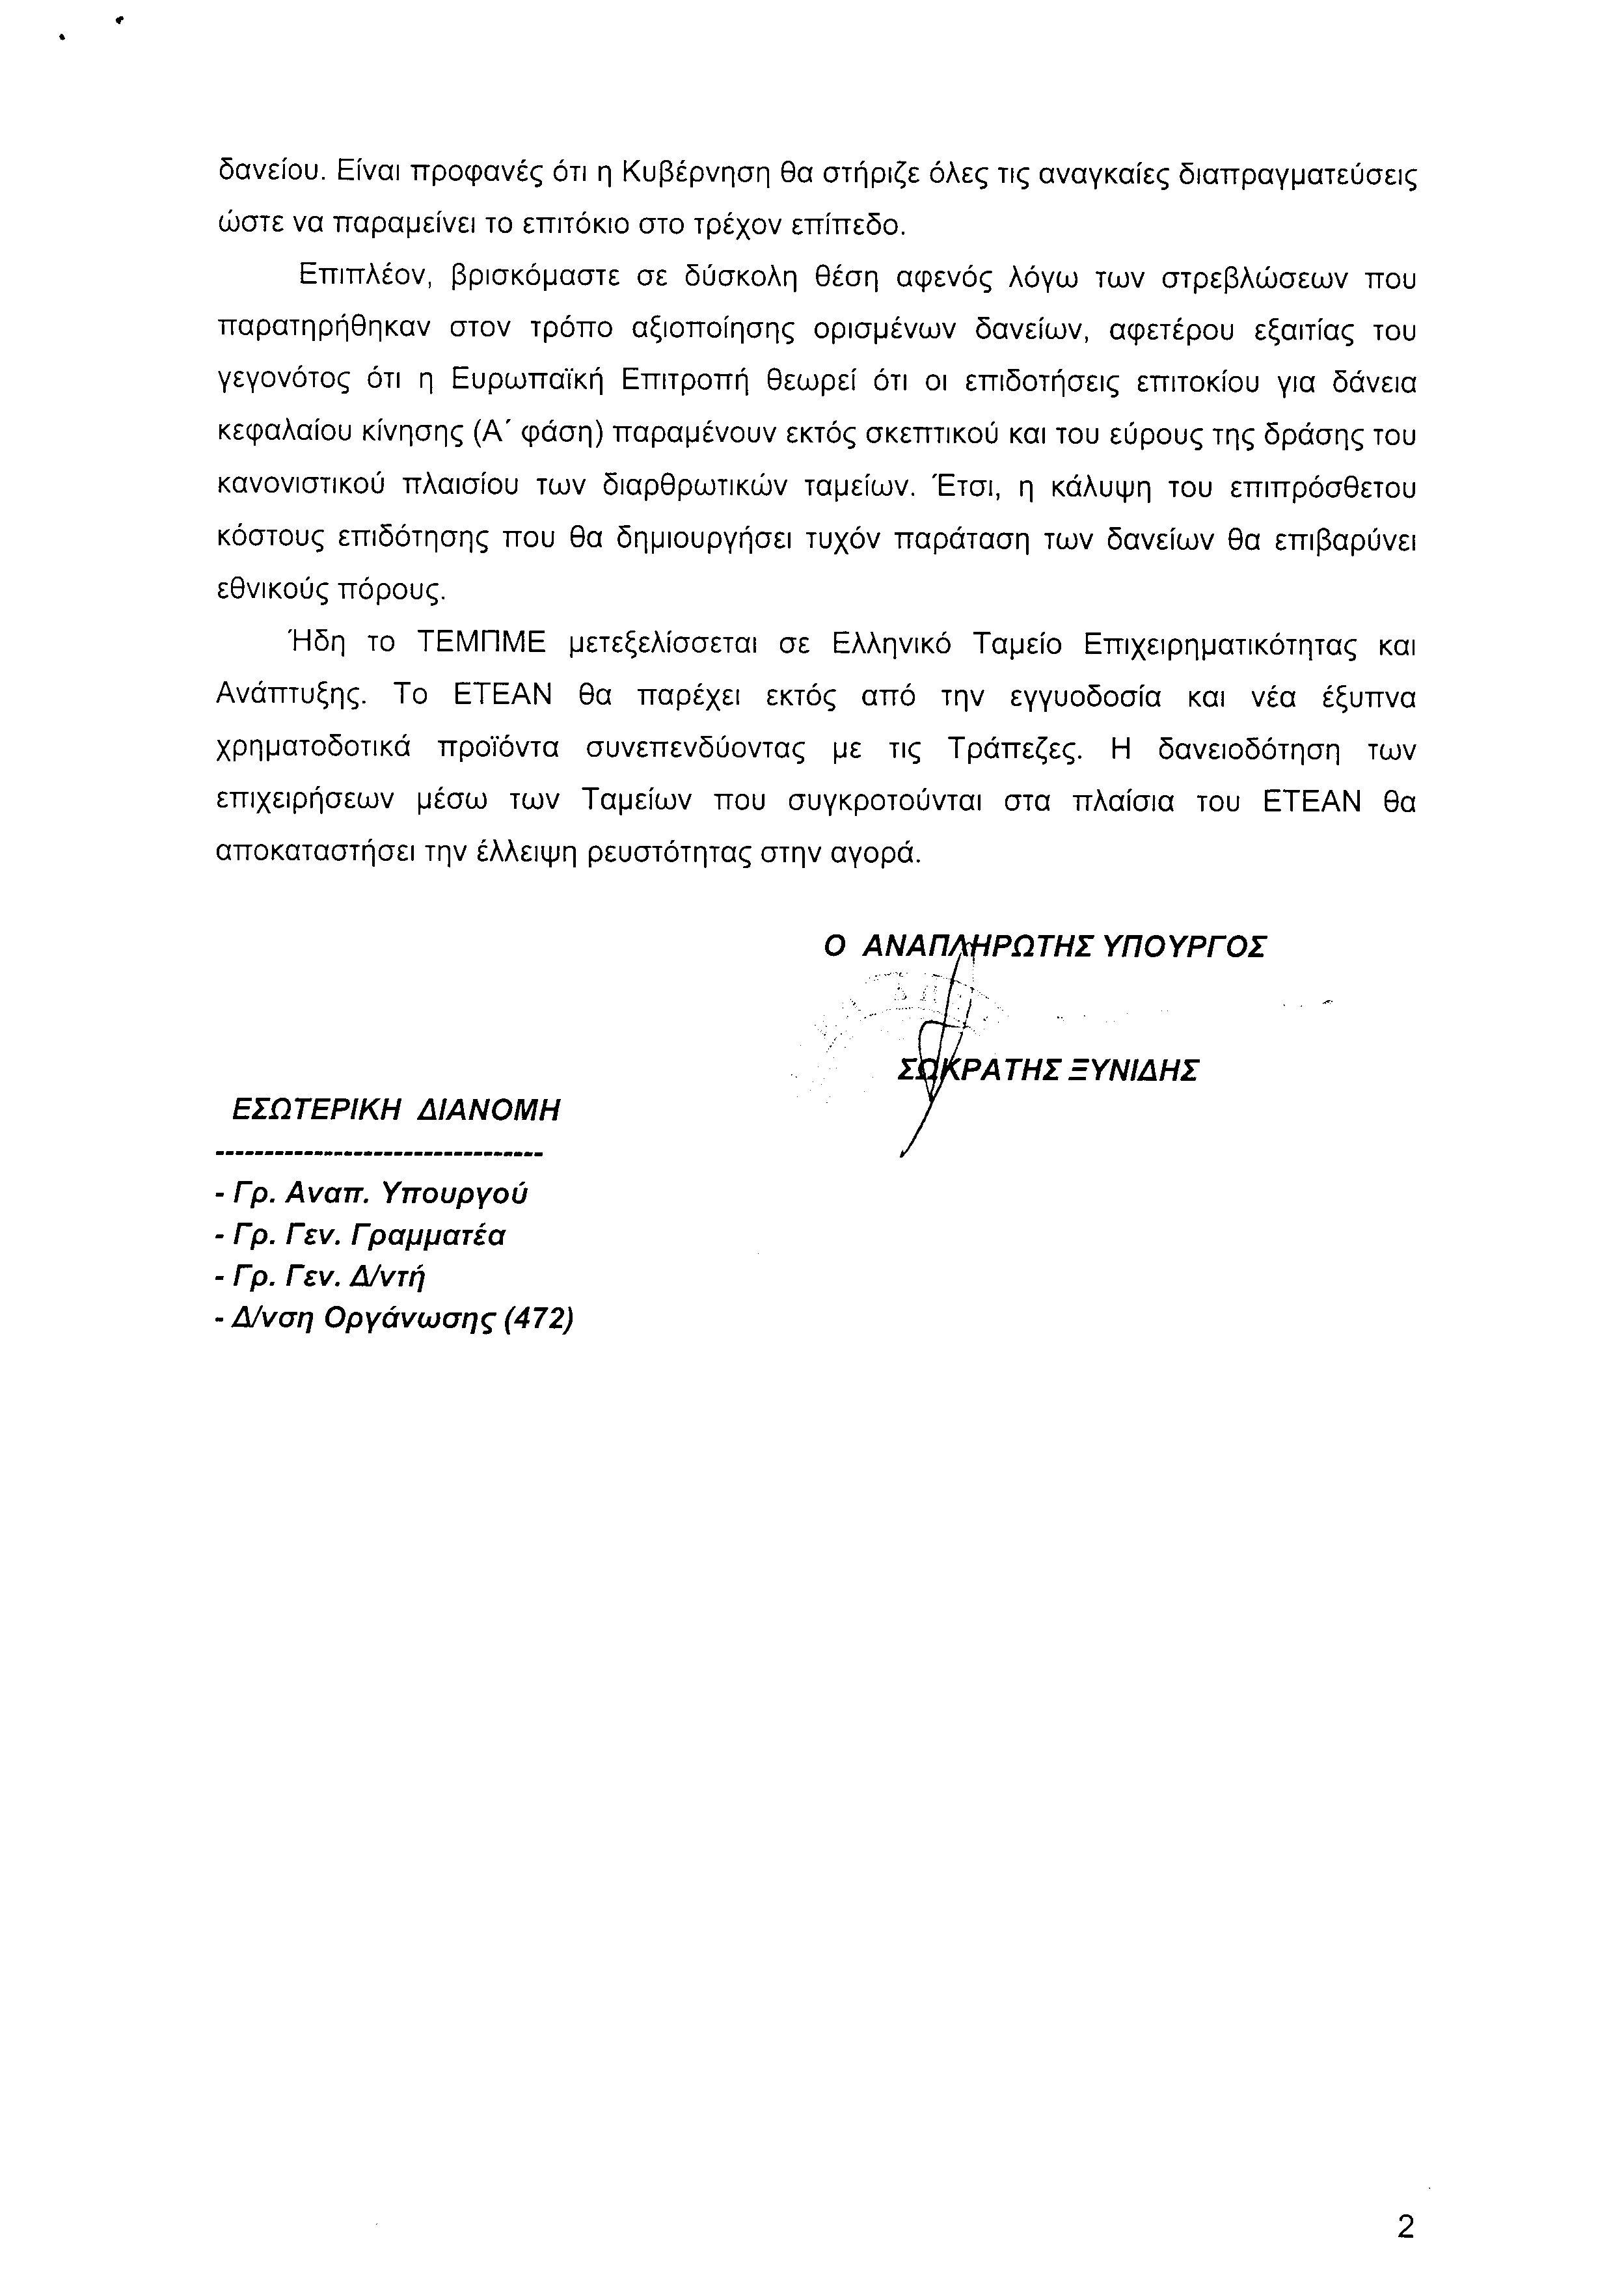 δανείου. Είναι προφανές ότι η Κυβέρνηση θα στήριζε όλες τις αναγκαίες διαπραγματεύσεις
ώστε να παραμείνει το επιτόκιο στο τρέχον επίπεδο.
Επιπλέον, βρισκόμαστε σε δύσκολη θέση αφενός λόγω των στρεβλώσεων που
παρατηρήθηκαν στον τρόπο αξιοποίησης ορισμένων δανείων, αφετέρου εξαιτίας του
γεγονότος ότι η Ευρωπαϊκή Επιτροπή θεωρεί ότι οι επιδοτήσεις επιτοκίου για δάνεια
κεφαλαίου κίνησης (Α΄ φάση) παραμένουν εκτός σκεπτικού και του εύρους της δράσης του
κανονιστικού πλαισίου των διαρθρωτικών ταμείων. Έτσι, η κάλυψη του επιπρόσθετου
κόστους επιδότησης που θα δημιουργήσει τυχόν παράταση των δανείων θα επιβαρύνει
εθνικούς πόρους.
Ήδη το ΤΕΜΠΜΕ μετεξελίσσεται σε Ελληνικό Ταμείο Επιχειρηματικότητας και
Ανάπτυξης. Το ΕΤΕΑΝ θα παρέχει εκτός από την εγγυοδοσία και νέα έξυπνα
χρηματοδοτικά προϊόντα συνεπενδύοντας με τις Τράπεζες. Η δανειοδότηση των
επιχειρήσεων μέσω των Ταμείων που συγκροτούνται στα πλαίσια του ΕΤΕΑΝ θα
αποκαταστήσει την έλλειψη ρευστότητας στην αγορά.
Ο ΑΝΑΠΛΗΡΩΤΗΣ ΥΠΟΥΡΓΟΣ
ΣΩΚΡΑΤΗΣ ΞΥΝΙΔΗΣ
ΕΣΩΤΕΡΙΚΗ ΔΙΑΝΟΜΗ
---------------------------------
- Γρ. Αναπ. Υπουργού
- Γρ. Γεν. Γραμματέα
- Γρ. Γεν. Δ/ντή
- Δ/νση Οργάνωσης (472)
2